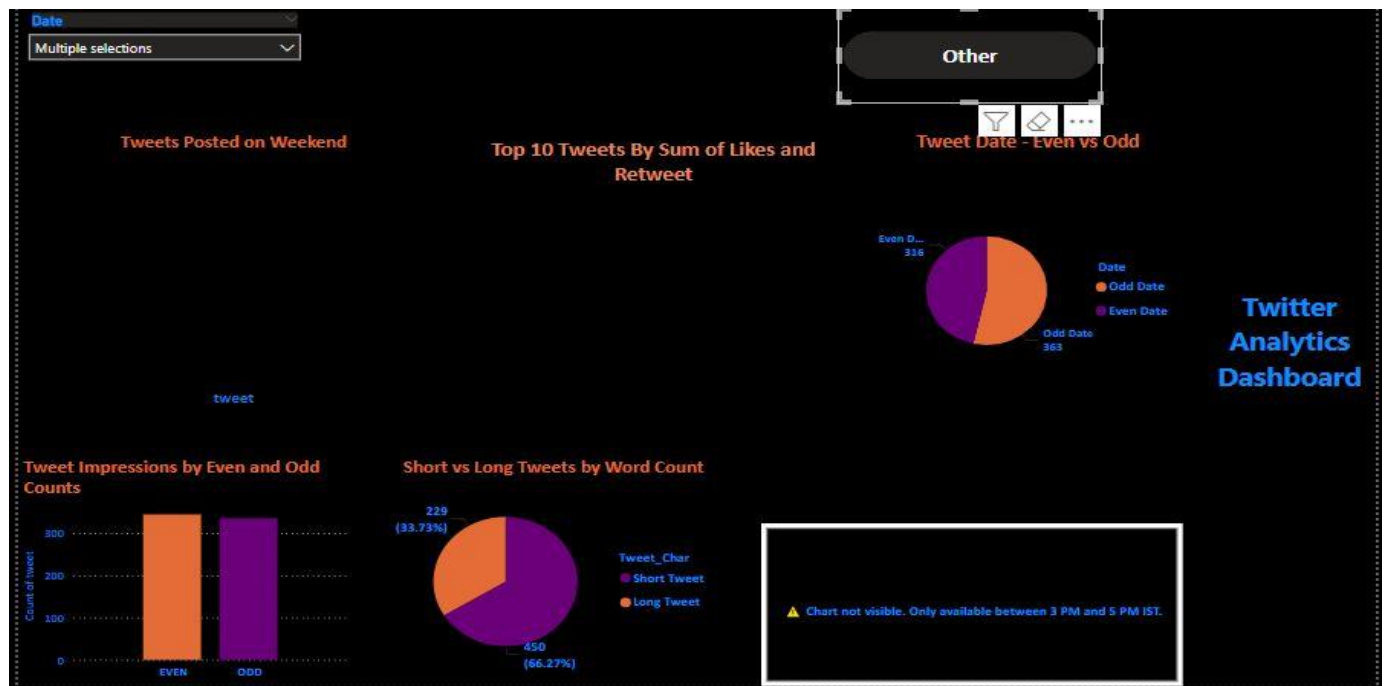 Date
Multiple selections
Other
Tweets Posted on Weekend
Top 10 Tweets By Sum of Likes and
Retweet
Tweet Date - Even vs Odd
Even D...
316
Date
Odd Date
Even Date
Odd Date
363
Twitter
Analytics
Dashboard
tweet
Tweet Impressions by Even and Odd
Counts
Count of tweet
300
200
100
0
EVEN
ODD
Short vs Long Tweets by Word Count
229
(33.73%)
Tweet_Char
Short Tweet
Long Tweet
450
(66.27%)
Chart not visible. Only available between 3 PM and 5 PM IST.